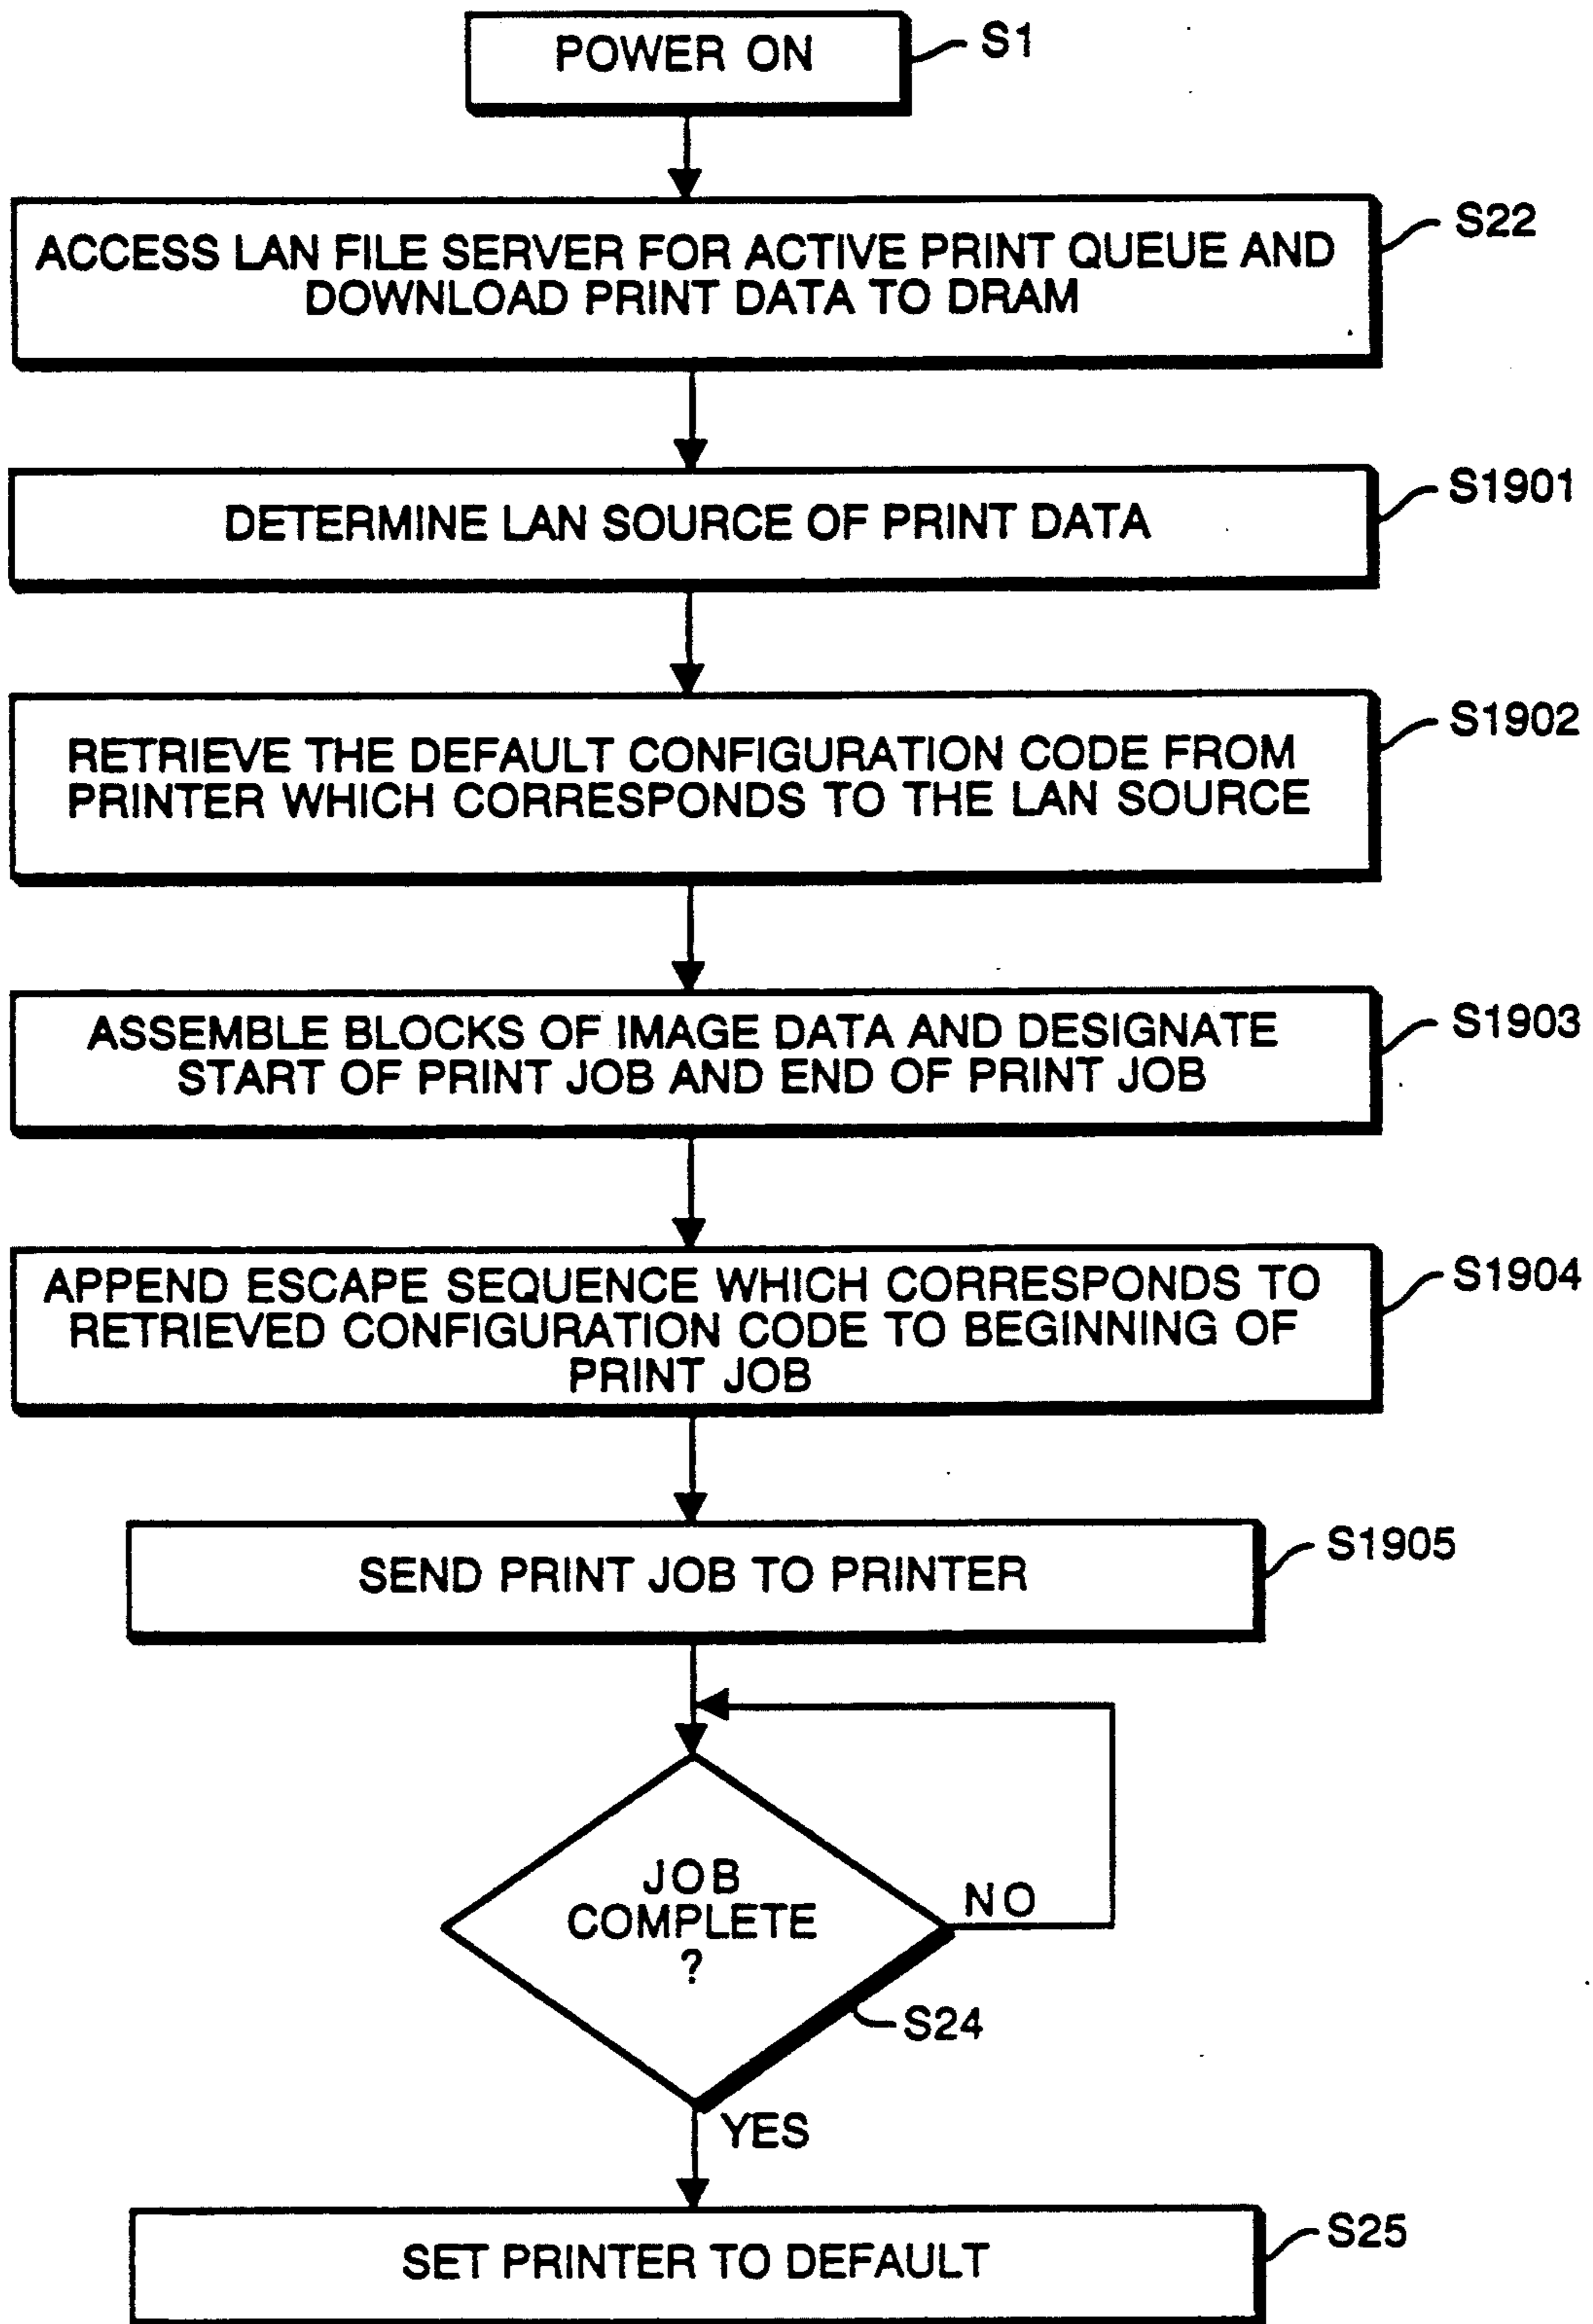 POWER ON
S1
ACCESS LAN FILE SERVER FOR ACTIVE PRINT QUEUE AND
DOWNLOAD PRINT DATA TO DRAM
S22
DETERMINE LAN SOURCE OF PRINT DATA
S1901
RETRIEVE THE DEFAULT CONFIGURATION CODE FROM
PRINTER WHICH CORRESPONDS TO THE LAN SOURCE
S1902
ASSEMBLE BLOCKS OF IMAGE DATA AND DESIGNATE
START OF PRINT JOB AND END OF PRINT JOB
S1903
APPEND ESCAPE SEQUENCE WHICH CORRESPONDS TO
RETRIEVED CONFIGURATION CODE TO BEGINNING OF
PRINT JOB
S1904
SEND PRINT JOB TO PRINTER
S1905
JOB
COMPLETE
?
NO
S24
YES
SET PRINTER TO DEFAULT
S25